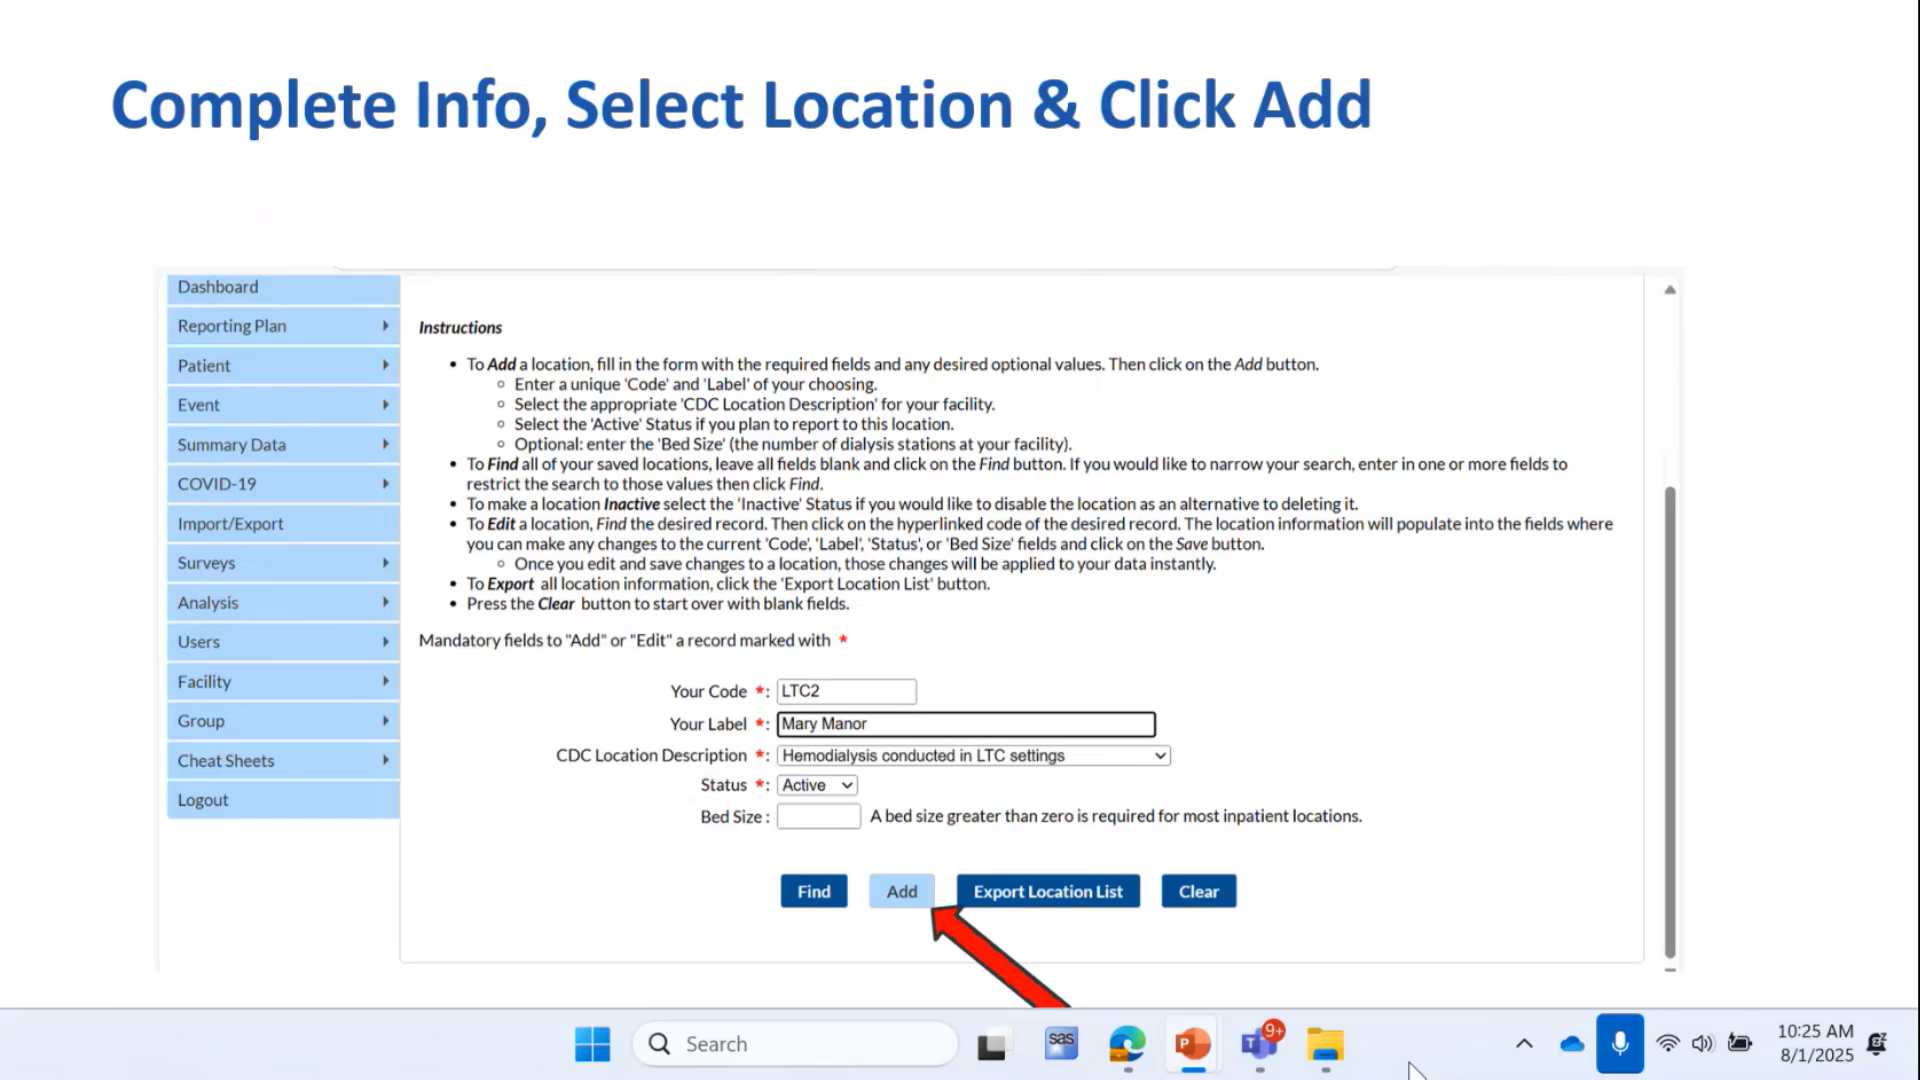 Complete Info, Select Location & Click Add
Dashboard
Reporting Plan
Patient
Event
Summary Data
COVID-19
Import/Export
Surveys
Analysis
Users
Facility
Group
Cheat Sheets
Logout
Instructions
• To Add a location, fill in the form with the required fields and any desired optional values. Then click on the Add button.
○ Enter a unique 'Code' and 'Label' of your choosing.
○ Select the appropriate 'CDC Location Description' for your facility.
○ Select the 'Active' Status if you plan to report to this location.
○ Optional: enter the 'Bed Size' (the number of dialysis stations at your facility).
• To Find all of your saved locations, leave all fields blank and click on the Find button. If you would like to narrow your search, enter in one or more fields to
restrict the search to those values then click Find.
• To make a location Inactive select the 'Inactive' Status if you would like to disable the location as an alternative to deleting it.
• To Edit a location, Find the desired record. Then click on the hyperlinked code of the desired record. The location information will populate into the fields where
you can make any changes to the current 'Code', 'Label', 'Status', or 'Bed Size' fields and click on the Save button.
○ Once you edit and save changes to a location, those changes will be applied to your data instantly.
• To Export all location information, click the 'Export Location List' button.
• Press the Clear button to start over with blank fields.
Mandatory fields to "Add" or "Edit" a record marked with *
Your Code *: LTC2
Your Label *: Mary Manor
CDC Location Description *: Hemodialysis conducted in LTC settings
Status *: Active
Bed Size : A bed size greater than zero is required for most inpatient locations.
Find Add Export Location List Clear
Search
sas
P
T
9+
10:25 AM
8/1/2025